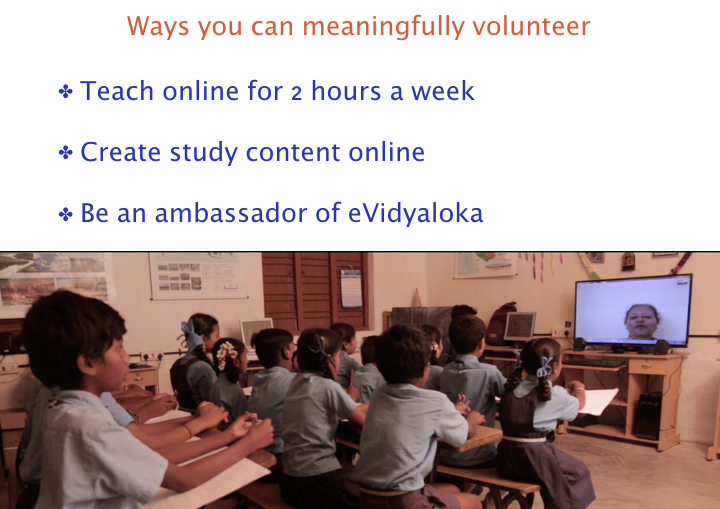 Ways you can meaningfully volunteer
✤ Teach online for 2 hours a week
✤ Create study content online
✤ Be an ambassador of eVidyaloka